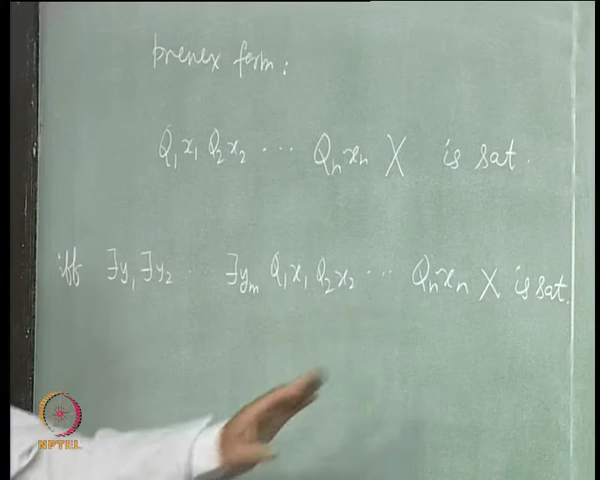 prenex form:
Q₁x₁ Q₂x₂ ··· Qₙxₙ X is sat.
iff ∃y₁ ∃y₂ ·· ∃yₘ Q₁x₁ Q₂x₂ ··· Qₙxₙ X is sat.
NPTEL